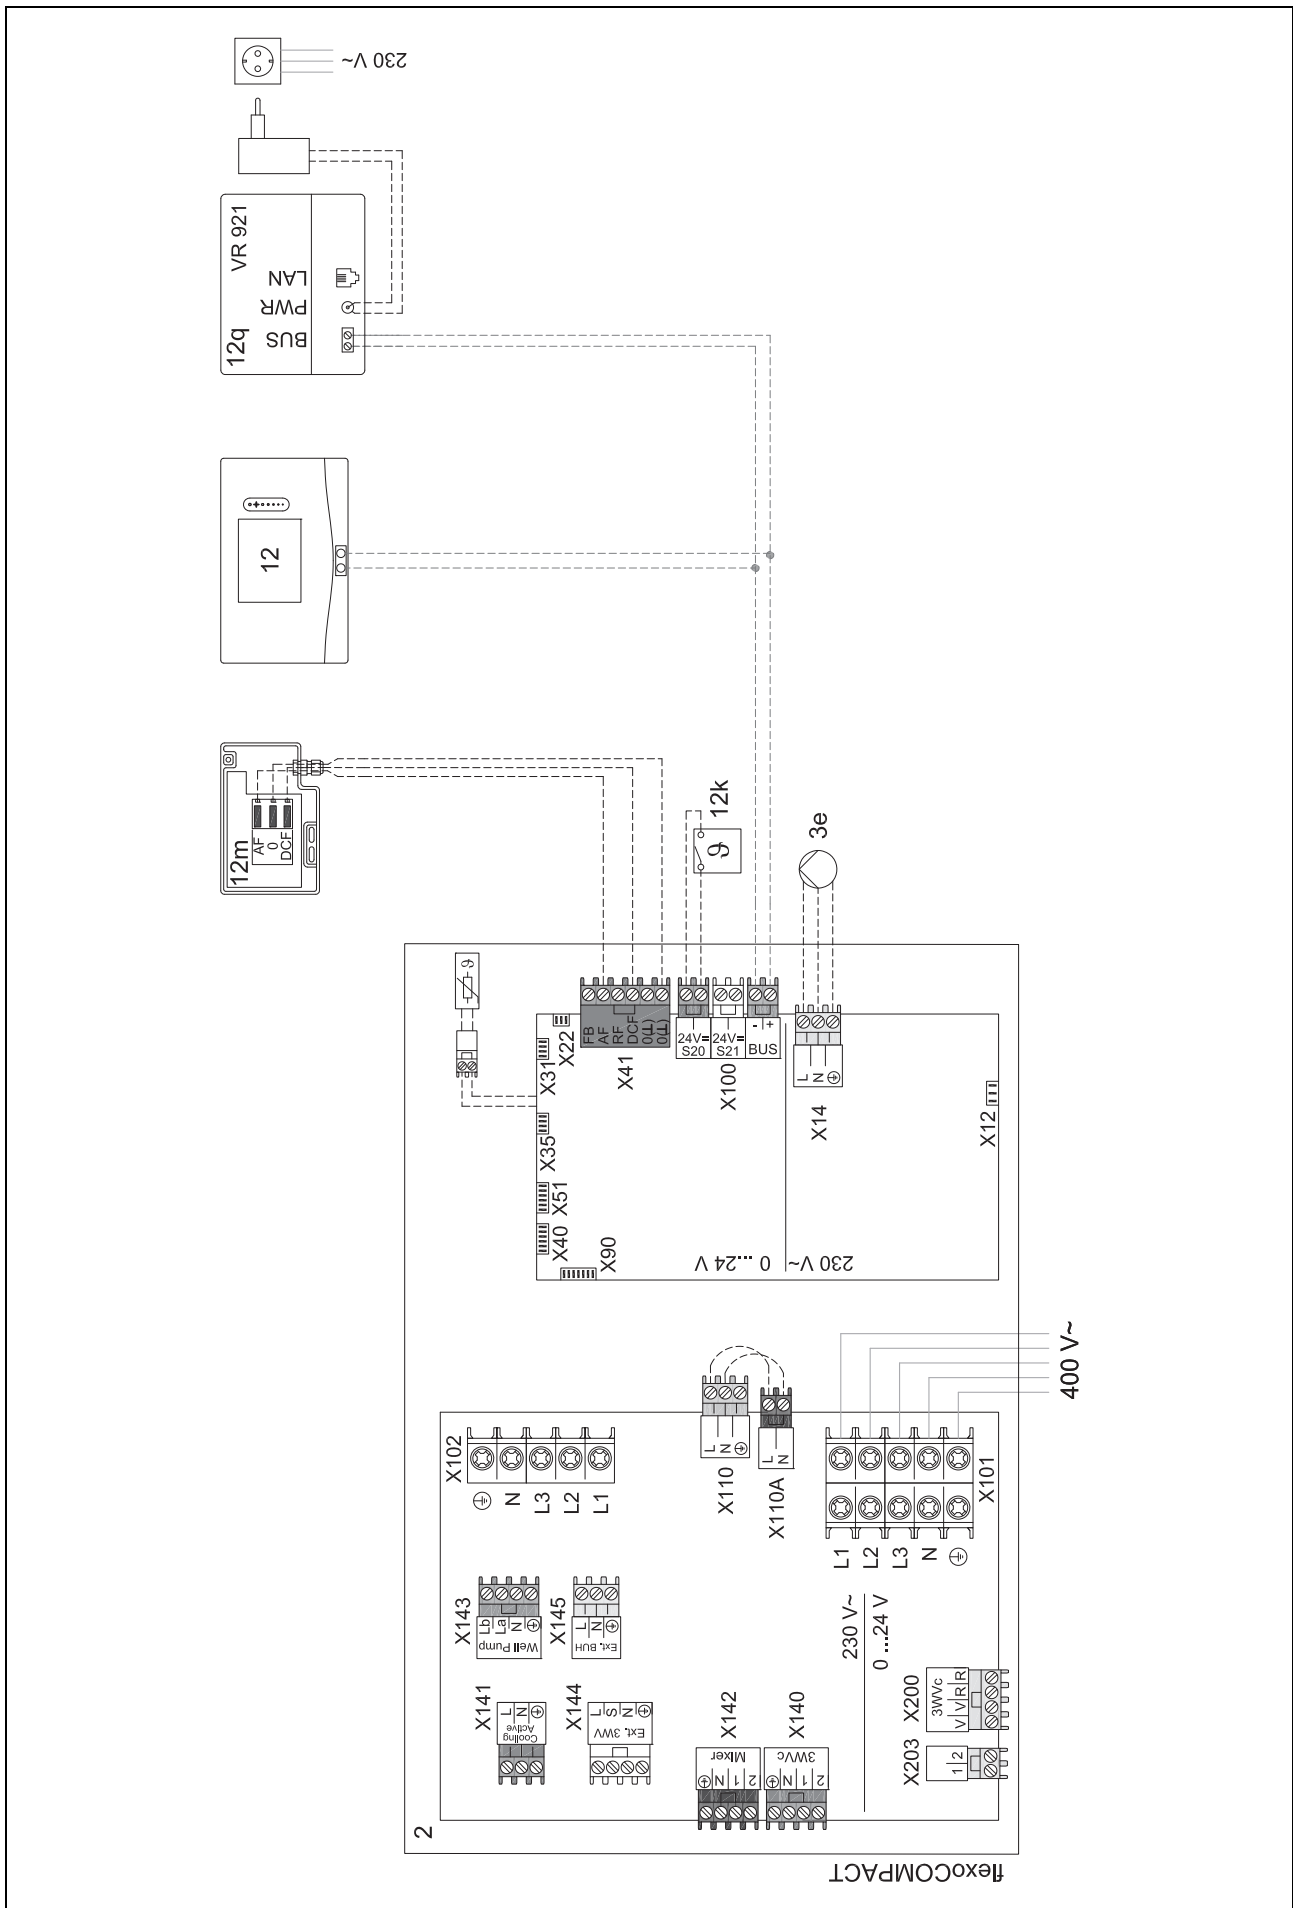 230 V~
VR 921
LAN
PWR
BUS
12q
12
12m
AF
0
DCF
12k
ϑ
3e
ϑ
X22
X31
X35
X51
X40
X90
FB
AF
RF
DCF
0(⊥)
0(⊥)
X41
24V=
S20
24V=
S21
- +
BUS
X100
L
N
X14
X12
0 ...24 V
230 V~
400 V~
X102
N
L3
L2
L1
L
N
X110
L
N
X110A
X101
L1
L2
L3
N
X143
Lb
La
N
Well Pump
X145
L
N
Ext. BUH
230 V~
0 ...24 V
X141
L
N
Cooling
Active
X144
L
S
N
Ext. 3WV
X142
Mixer
N
1
2
X140
3WVc
N
1
2
X200
3WVc
V V R R
X203
1 2
2
flexoCOMPACT